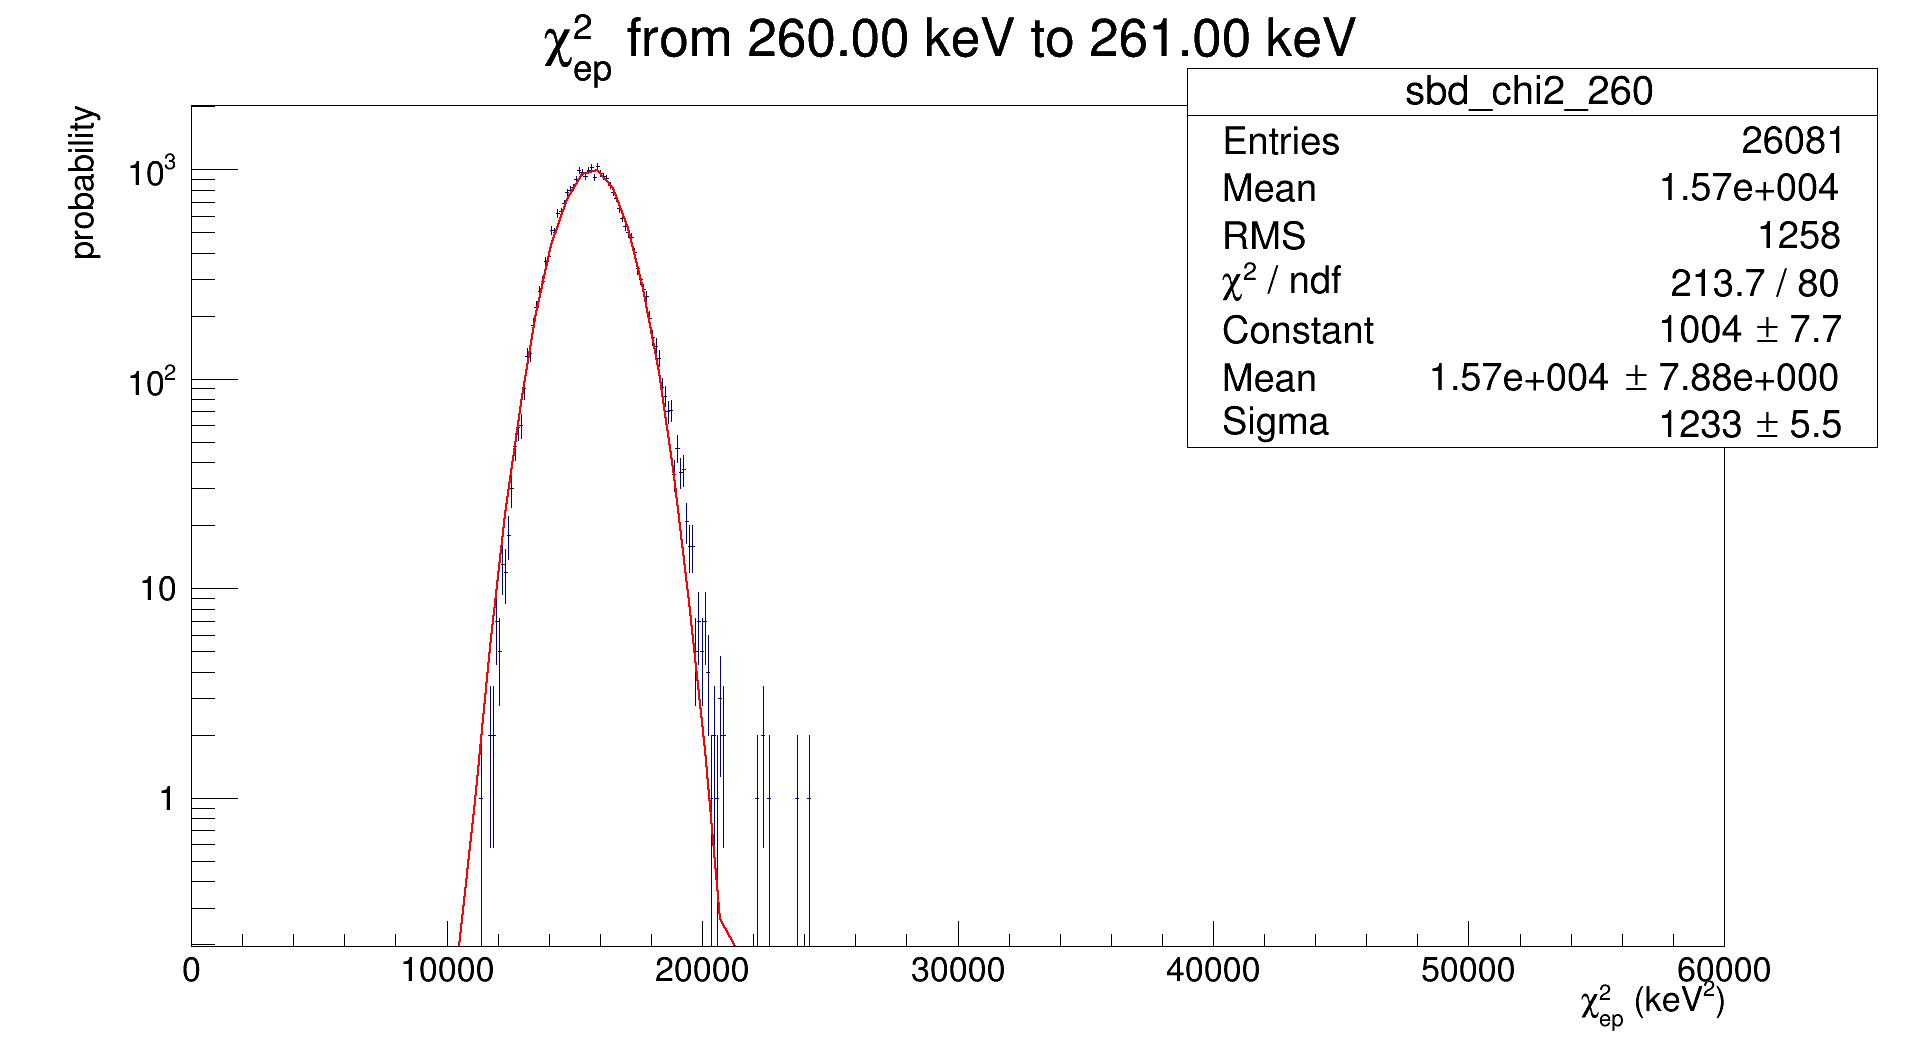 χ²ep from 260.00 keV to 261.00 keV
sbd_chi2_260
Entries 26081
Mean 1.57e+004
RMS 1258
χ² / ndf 213.7 / 80
Constant 1004 ± 7.7
Mean 1.57e+004 ± 7.88e+000
Sigma 1233 ± 5.5
probability
10³
10²
10
1
0 10000 20000 30000 40000 50000 60000
χ²ep (keV²)